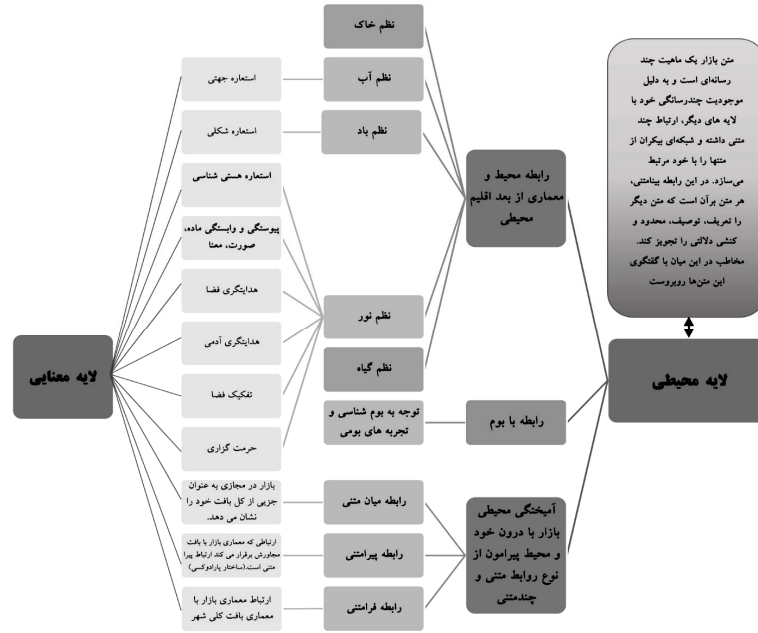 متن بازار یک ماهیت چند
رسانه‌ای است و به دلیل
موجودیت چندرسانگی خود با
لایه های دیگر، ارتباط چند
متنی داشته و شبکه‌ای بیکران از
متنها را با خود مرتبط
می‌سازد. در این رابطه بینامتنی،
هر متن برآن است که متن دیگر
را تعریف، توصیف، محدود و
کنشی دلالتی را تجویز کند.
مخاطب در این میان با گفتگوی
این متن‌ها روبروست
لایه محیطی
رابطه محیط و
معماری از بعد اقلیم
محیطی
رابطه با بوم
آمیختگی محیطی
بازار با درون خود
و محیط پیرامون از
نوع روابط متنی و
چندمتنی
نظم خاک
نظم آب
نظم باد
نظم نور
نظم گیاه
توجه به بوم شناسی و
تجربه های بومی
رابطه میان متنی
رابطه پیرامتنی
رابطه فرامتنی
استعاره جهتی
استعاره شکلی
استعاره هستی شناسی
پیوستگی و وابستگی ماده،
صورت، معنا
هدایتگری فضا
هدایتگری آدمی
تفکیک فضا
حرمت گزاری
بازار در مجازی به عنوان
جزیی از کل بافت خود را
نشان می دهد.
ارتباطی که معماری بازار با بافت
مجاورش برقرار می کند ارتباط پیرا
متنی است.(ساختار پارادوکسی)
ارتباط معماری بازار با
معماری بافت کلی شهر
لایه معنایی